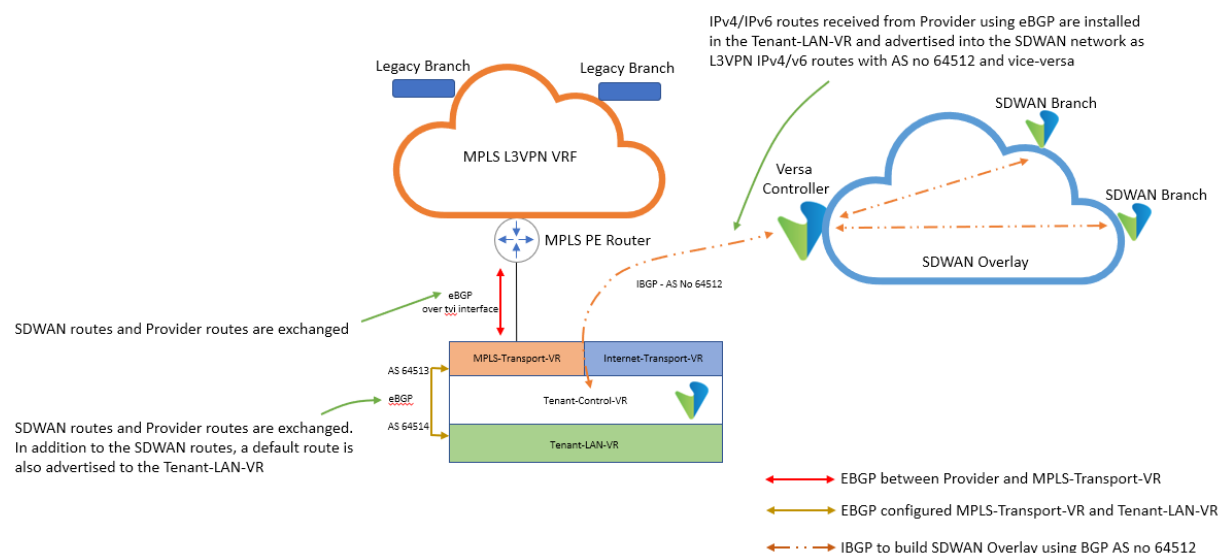 IPv4/IPv6 routes received from Provider using eBGP are installed
in the Tenant-LAN-VR and advertised into the SDWAN network as
L3VPN IPv4/v6 routes with AS no 64512 and vice-versa
Legacy Branch
Legacy Branch
MPLS L3VPN VRF
SDWAN Branch
Versa
Controller
SDWAN Branch
MPLS PE Router
SDWAN Overlay
IBGP - AS No 64512
eBGP
over tvi interface
SDWAN routes and Provider routes are exchanged
MPLS-Transport-VR
Internet-Transport-VR
AS 64513
eBGP
Tenant-Control-VR
AS 64514
SDWAN routes and Provider routes are exchanged.
In addition to the SDWAN routes, a default route is
also advertised to the Tenant-LAN-VR
Tenant-LAN-VR
EBGP between Provider and MPLS-Transport-VR
EBGP configured MPLS-Transport-VR and Tenant-LAN-VR
IBGP to build SDWAN Overlay using BGP AS no 64512